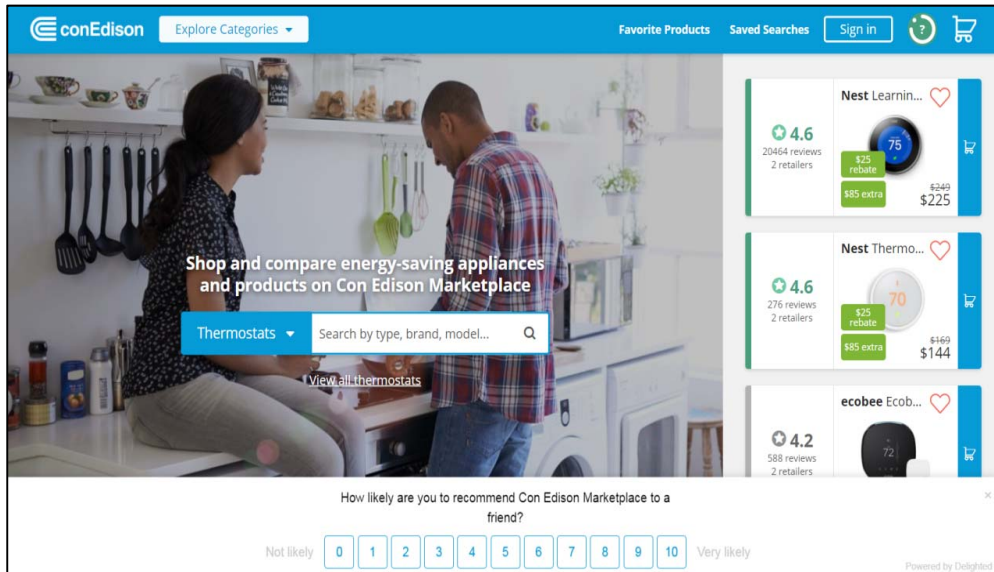 conEdison
Explore Categories
Favorite Products
Saved Searches
Sign in
?
Shop and compare energy-saving appliances
and products on Con Edison Marketplace
Thermostats
Search by type, brand, model...
View all thermostats
Nest Learnin...
4.6
20464 reviews
2 retailers
75
$25
rebate
$85 extra
$249
$225
Nest Thermo...
4.6
276 reviews
2 retailers
70
$25
rebate
$85 extra
$169
$144
ecobee Ecob...
4.2
588 reviews
2 retailers
72
How likely are you to recommend Con Edison Marketplace to a
friend?
×
Not likely 0 1 2 3 4 5 6 7 8 9 10 Very likely
Powered by Delighted